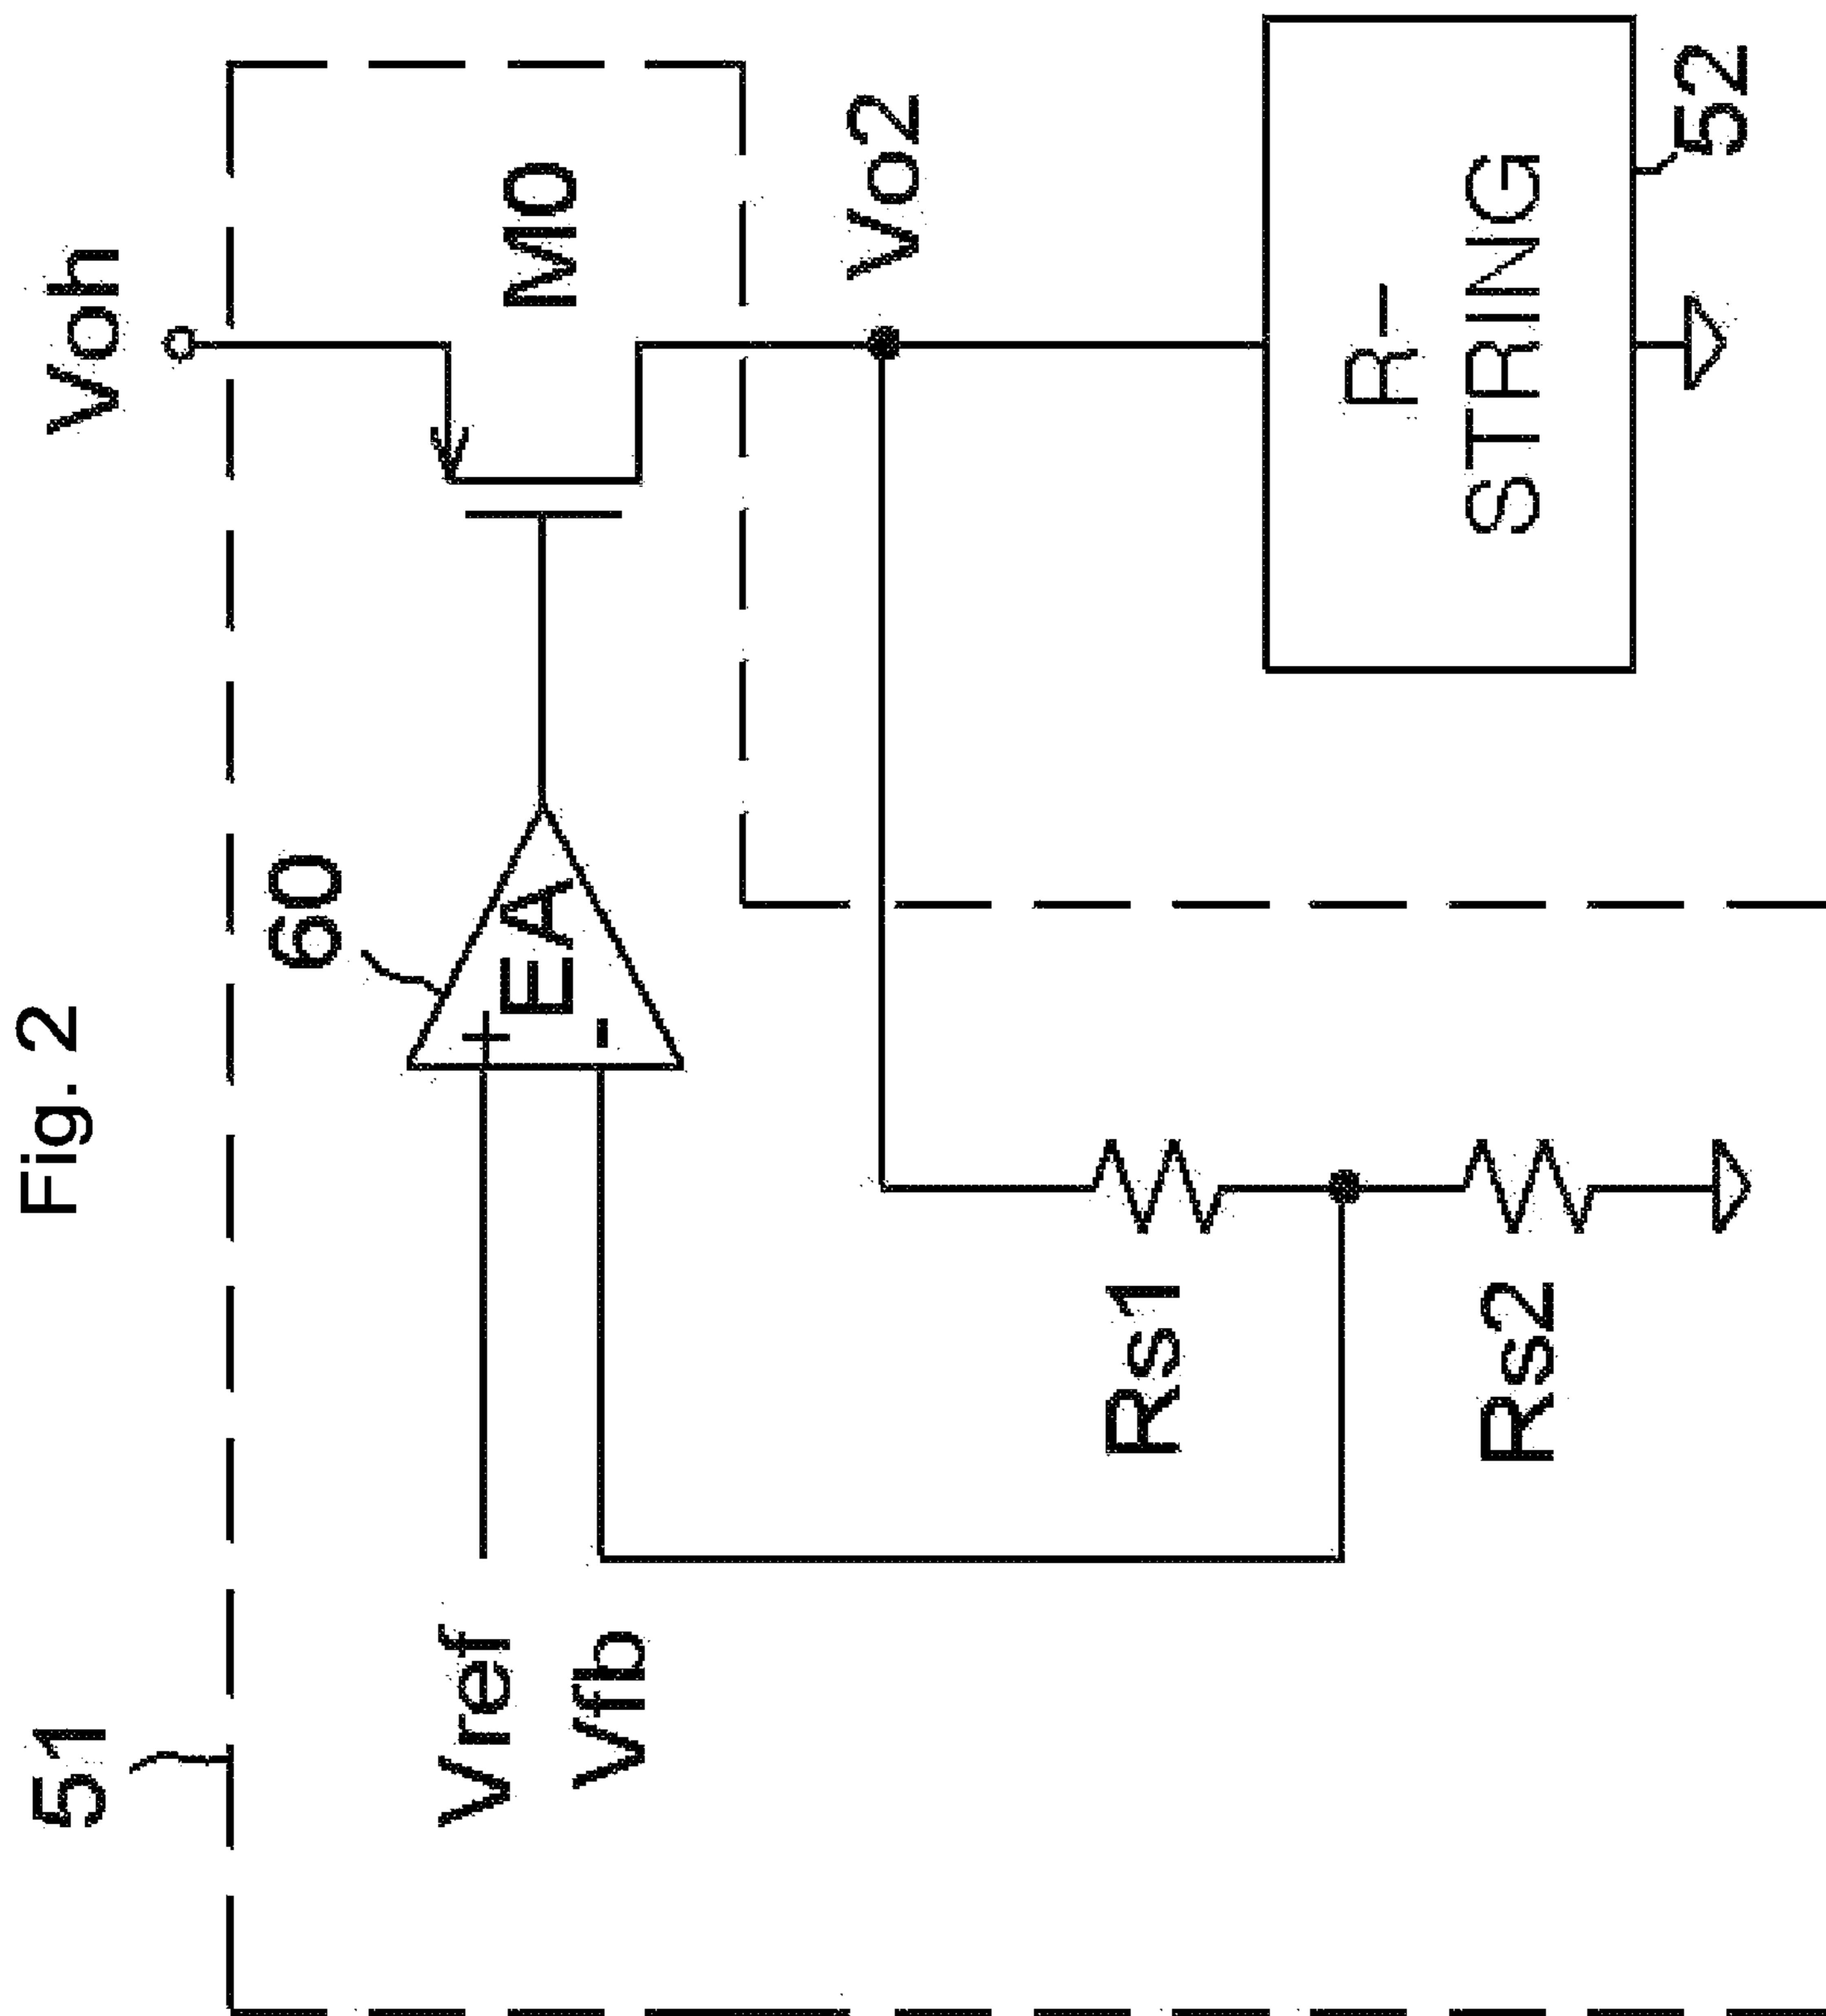 Fig. 2
51
60
Voh
Vref
Vfb
+
-
EA
M0
Vo2
Rs1
Rs2
R-
STRING
52